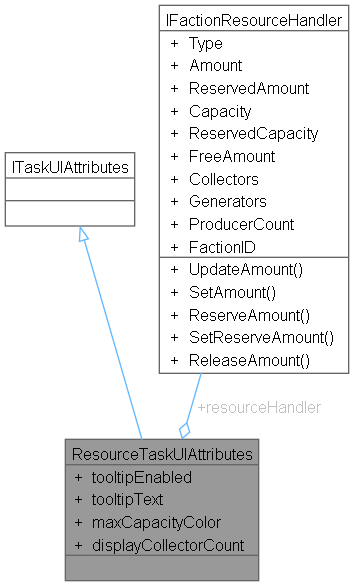 IFactionResourceHandler
+ Type
+ Amount
+ ReservedAmount
+ Capacity
+ ReservedCapacity
+ FreeAmount
+ Collectors
+ Generators
+ ProducerCount
+ FactionID
+ UpdateAmount()
+ SetAmount()
+ ReserveAmount()
+ SetReserveAmount()
+ ReleaseAmount()
ITaskUIAttributes
+resourceHandler
ResourceTaskUIAttributes
+ tooltipEnabled
+ tooltipText
+ maxCapacityColor
+ displayCollectorCount